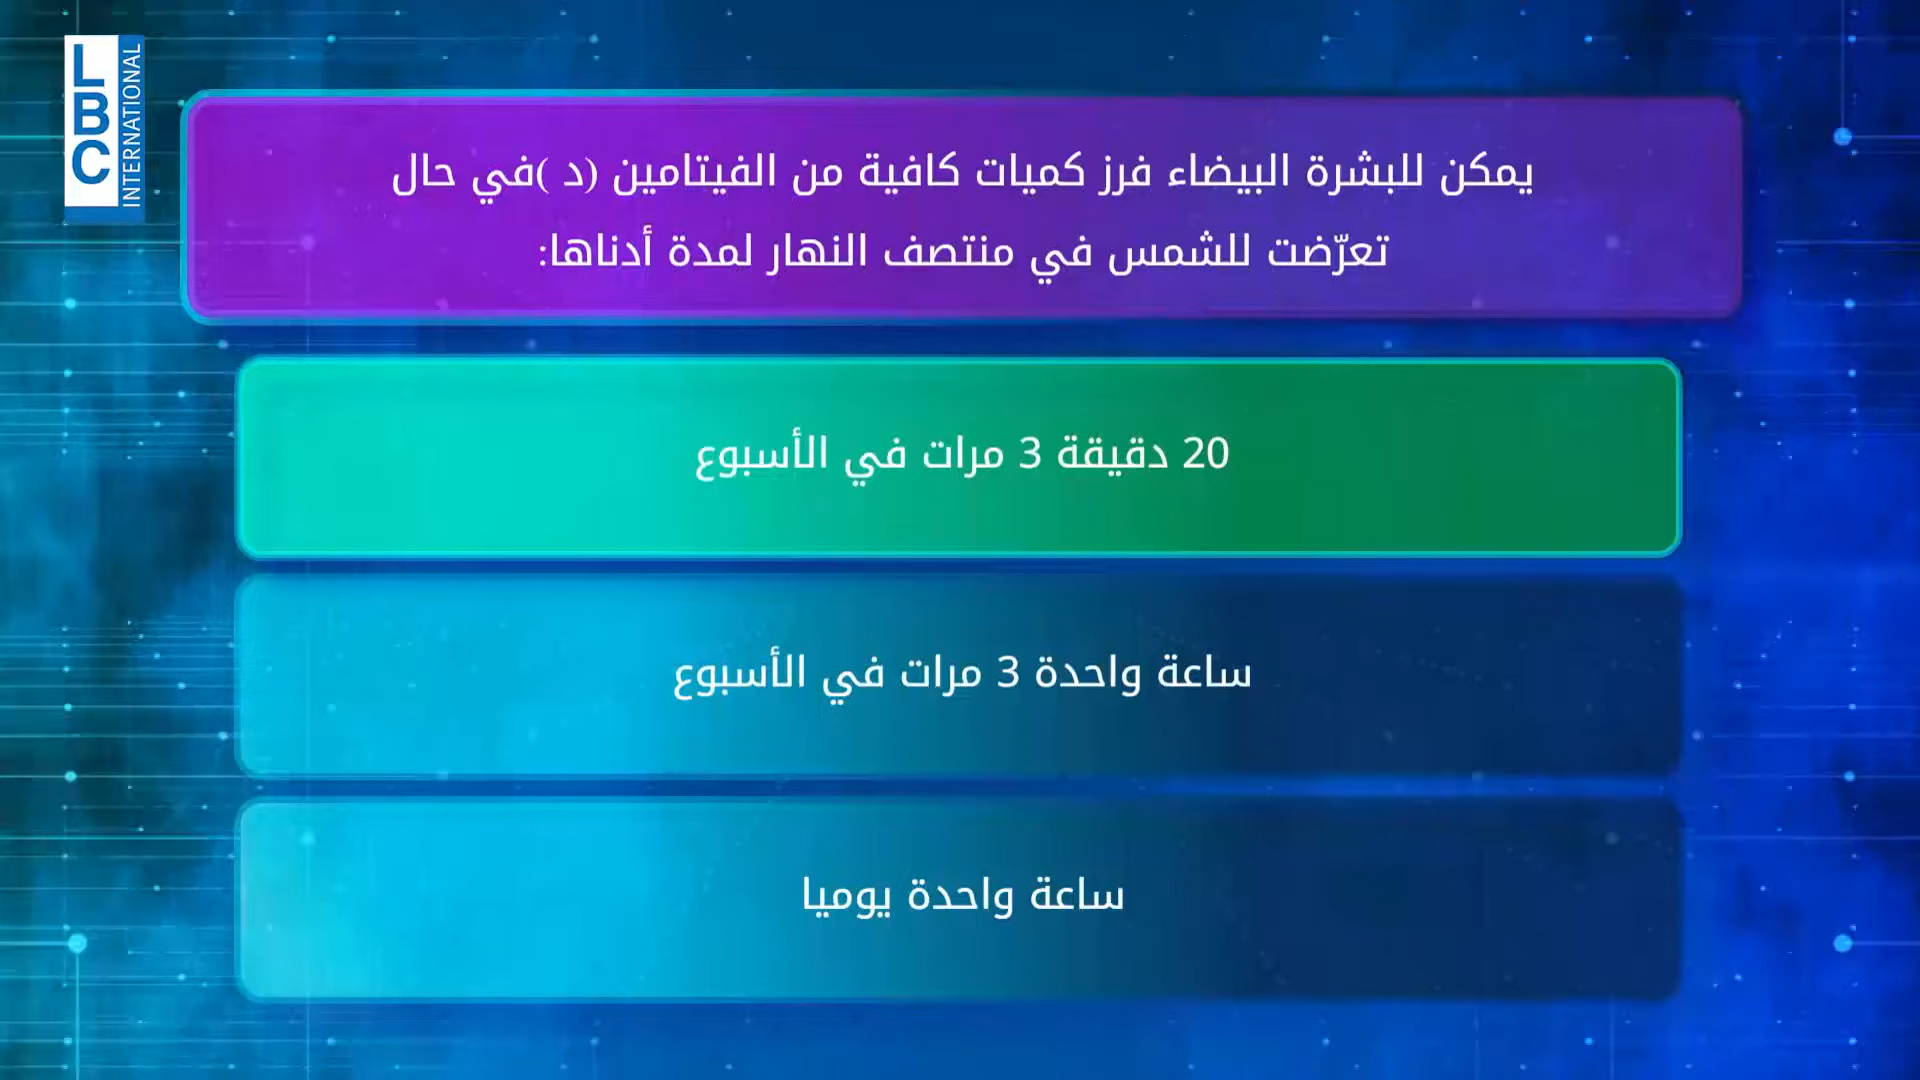 LBC
INTERNATIONAL
يمكن للبشرة البيضاء فرز كميات كافية من الفيتامين (د )في حال
تعرّضت للشمس في منتصف النهار لمدة أدناها:
20 دقيقة 3 مرات في الأسبوع
ساعة واحدة 3 مرات في الأسبوع
ساعة واحدة يوميا